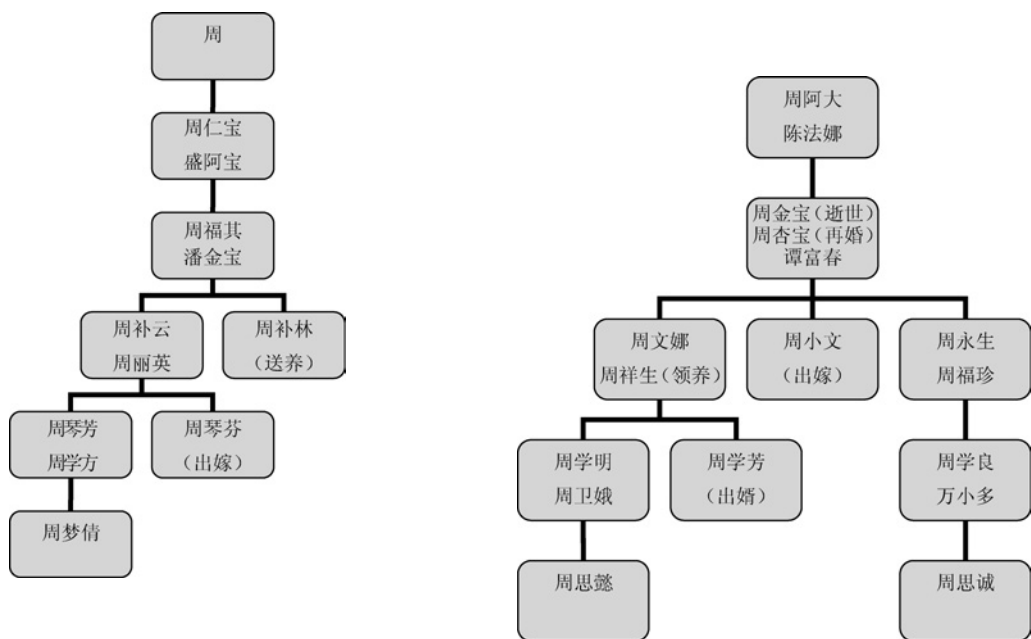 周
周仁宝
盛阿宝
周福其
潘金宝
周补云
周丽英
周补林
（送养）
周琴芳
周学方
周琴芬
（出嫁）
周梦倩
周阿大
陈法娜
周金宝（逝世）
周杏宝（再婚）
谭富春
周文娜
周祥生（领养）
周小文
（出嫁）
周永生
周福珍
周学明
周卫娥
周学芳
（出婿）
周学良
万小多
周思懿
周思诚